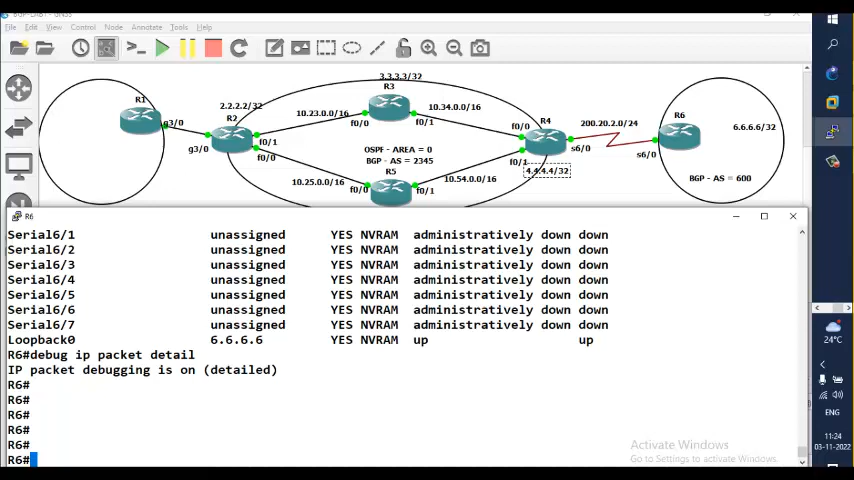 BGP-LAB1 - GNS3
File Edit View Control Node Annotate Tools Help
3.3.3.3/32
R3
R1
2.2.2.2/32
R2
10.23.0.0/16
10.34.0.0/16
200.20.2.0/24
R4
R6
6.6.6.6/32
g3/0
f0/0
f0/1
f0/0
f0/1
OSPF - AREA = 0
BGP - AS = 2345
g3/0
f0/0
s6/0
s6/0
f0/1
10.25.0.0/16
R5
10.54.0.0/16
4.4.4.4/32
BGP - AS = 600
f0/0
f0/1
R6
Serial6/1 unassigned YES NVRAM administratively down down
Serial6/2 unassigned YES NVRAM administratively down down
Serial6/3 unassigned YES NVRAM administratively down down
Serial6/4 unassigned YES NVRAM administratively down down
Serial6/5 unassigned YES NVRAM administratively down down
Serial6/6 unassigned YES NVRAM administratively down down
Serial6/7 unassigned YES NVRAM administratively down down
Loopback0 6.6.6.6 YES NVRAM up up
R6#debug ip packet detail
IP packet debugging is on (detailed)
R6#
R6#
R6#
R6#
R6#
R6#
Activate Windows
Go to Settings to activate Windows.
24°C
ENG
11:24
03-11-2022